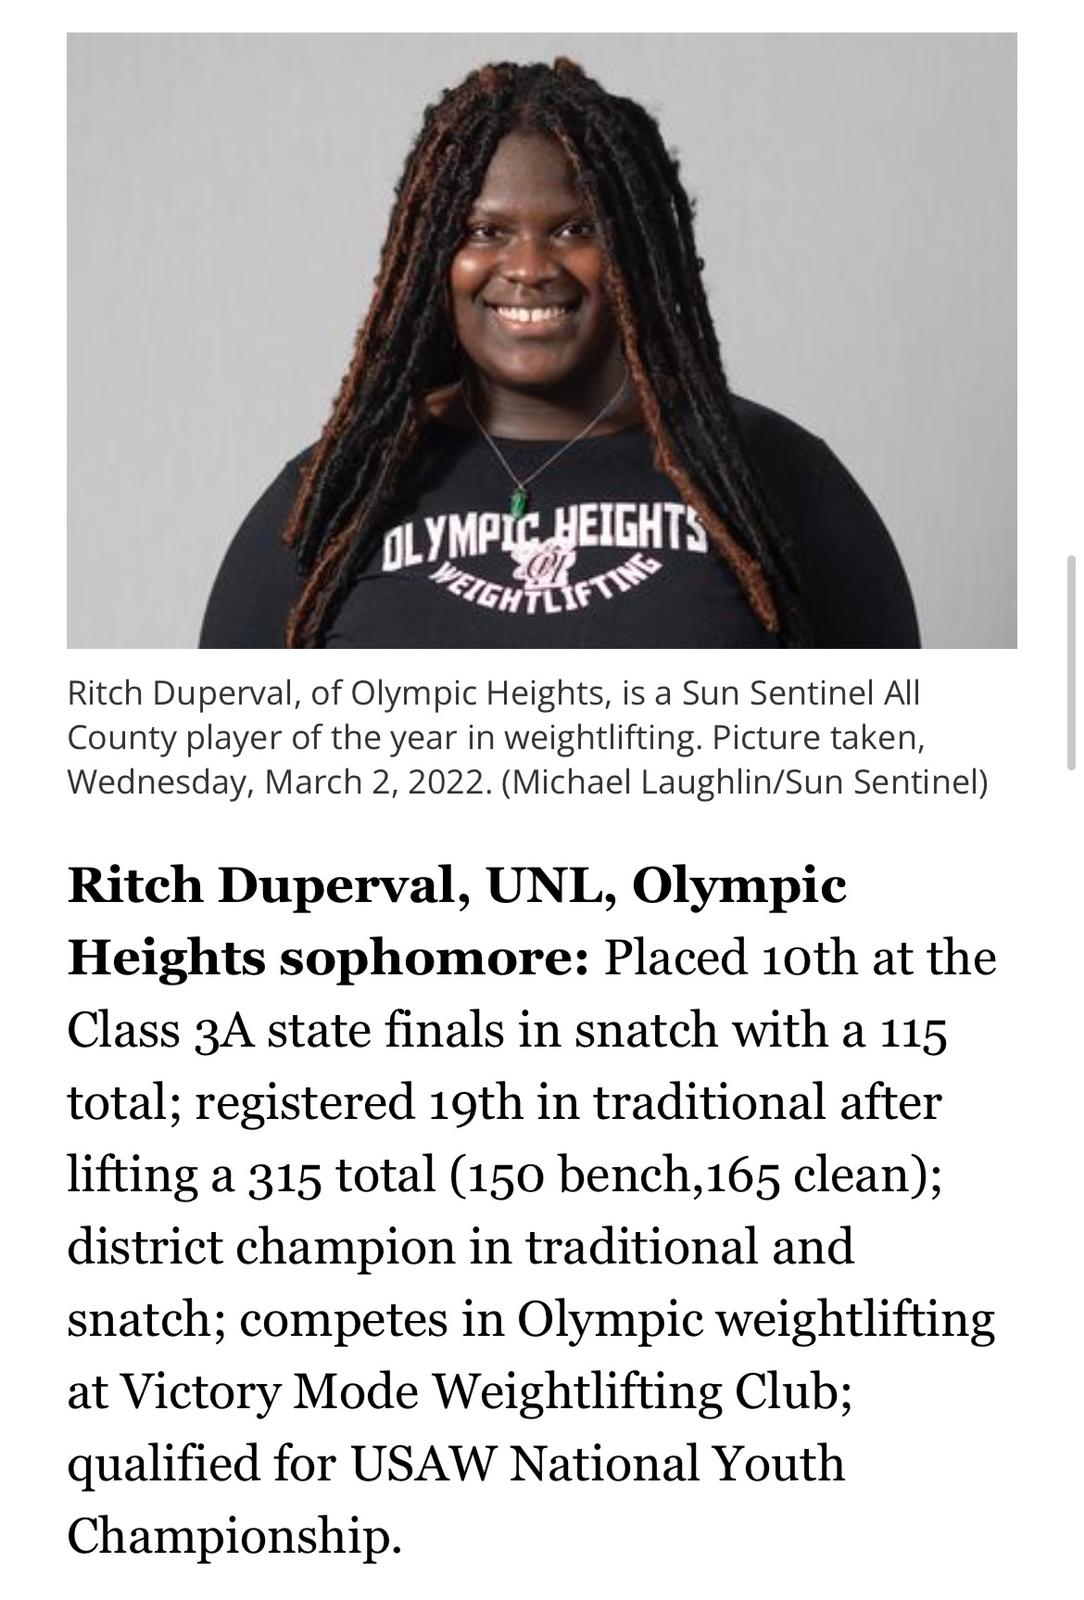 OLYMPIC HEIGHTS
WEIGHTLIFTING
Ritch Duperval, of Olympic Heights, is a Sun Sentinel All
County player of the year in weightlifting. Picture taken,
Wednesday, March 2, 2022. (Michael Laughlin/Sun Sentinel)
Ritch Duperval, UNL, Olympic
Heights sophomore: Placed 10th at the
Class 3A state finals in snatch with a 115
total; registered 19th in traditional after
lifting a 315 total (150 bench,165 clean);
district champion in traditional and
snatch; competes in Olympic weightlifting
at Victory Mode Weightlifting Club;
qualified for USAW National Youth
Championship.